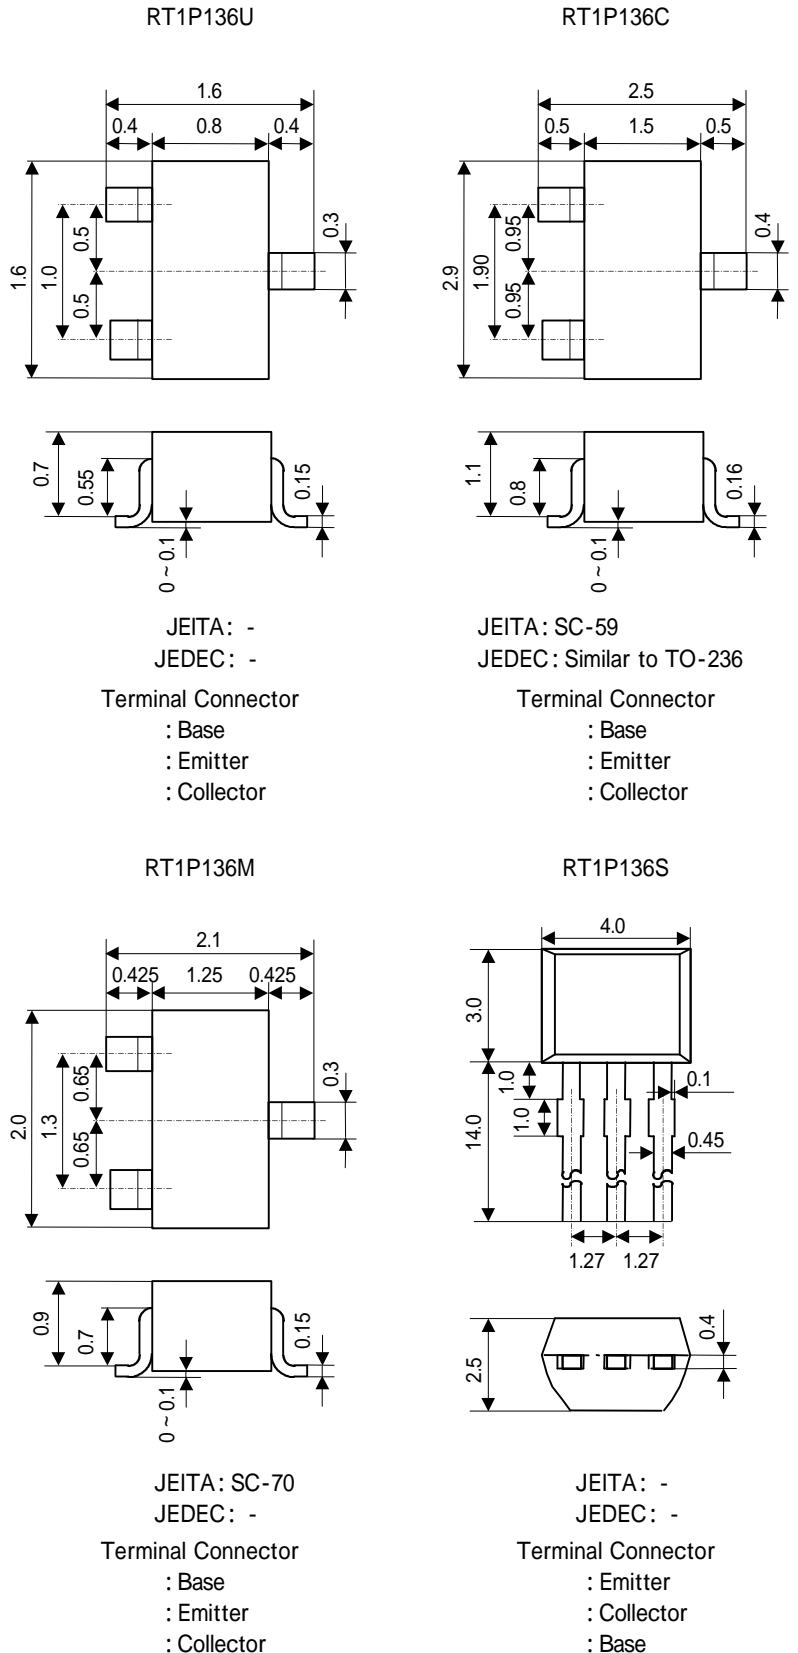 RT1P136U
1.6
0.4
0.8
0.4
1.6
1.0
0.5
0.5
0.3
0.7
0.55
0.15
0 ~ 0.1
JEITA: -
JEDEC: -
Terminal Connector
: Base
: Emitter
: Collector
RT1P136C
2.5
0.5
1.5
0.5
2.9
1.90
0.95
0.95
0.4
1.1
0.8
0.16
0 ~ 0.1
JEITA: SC-59
JEDEC: Similar to TO-236
Terminal Connector
: Base
: Emitter
: Collector
RT1P136M
2.1
0.425
1.25
0.425
2.0
1.3
0.65
0.65
0.3
0.9
0.7
0.15
0 ~ 0.1
JEITA: SC-70
JEDEC: -
Terminal Connector
: Base
: Emitter
: Collector
RT1P136S
4.0
3.0
14.0
1.0
1.0
0.1
0.45
1.27
1.27
2.5
0.4
JEITA: -
JEDEC: -
Terminal Connector
: Emitter
: Collector
: Base